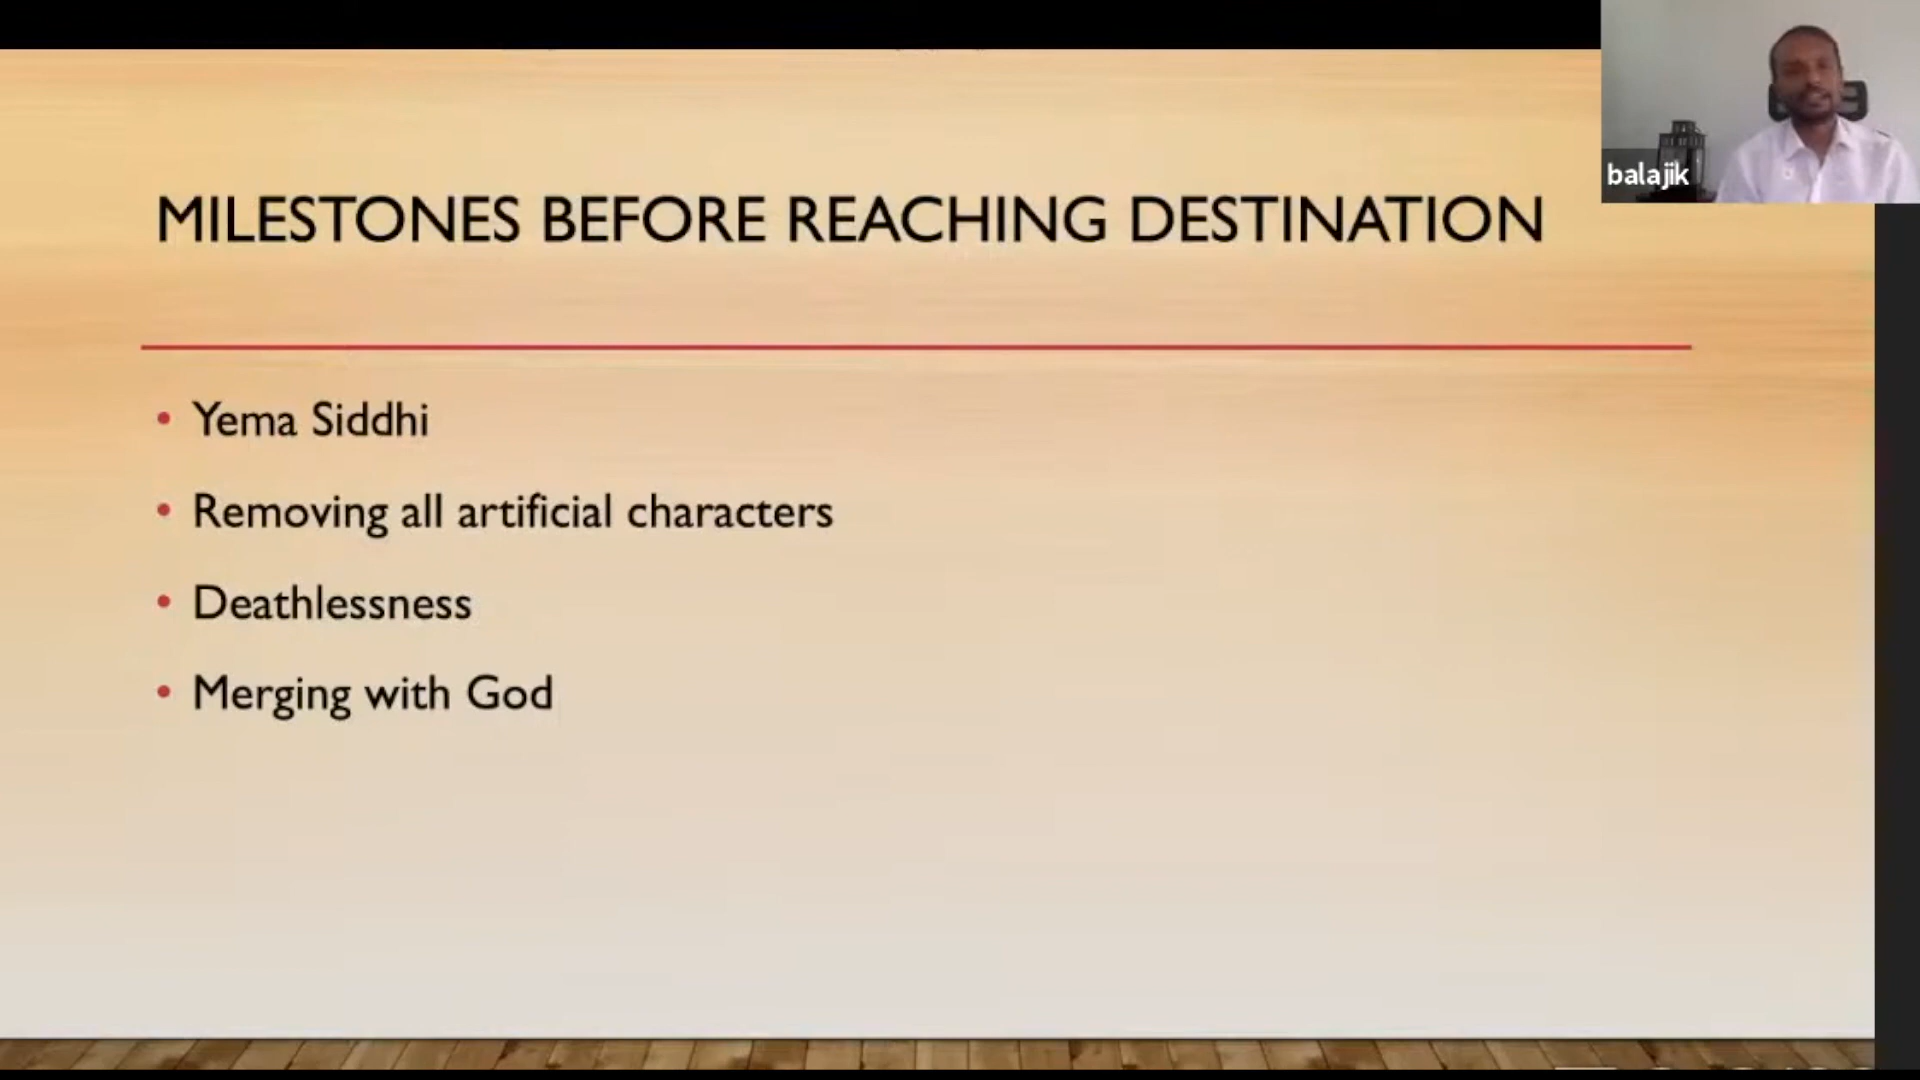 balajik
MILESTONES BEFORE REACHING DESTINATION
• Yema Siddhi
• Removing all artificial characters
• Deathlessness
• Merging with God